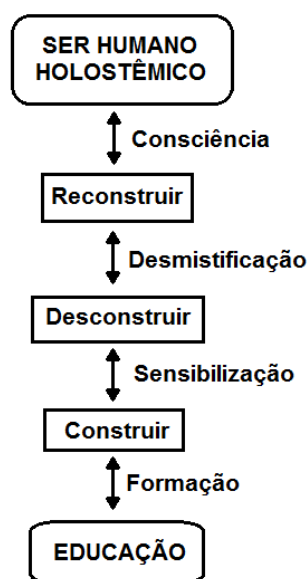 SER HUMANO
HOLOSTÊMICO
Consciência
Reconstruir
Desmistificação
Desconstruir
Sensibilização
Construir
Formação
EDUCAÇÃO